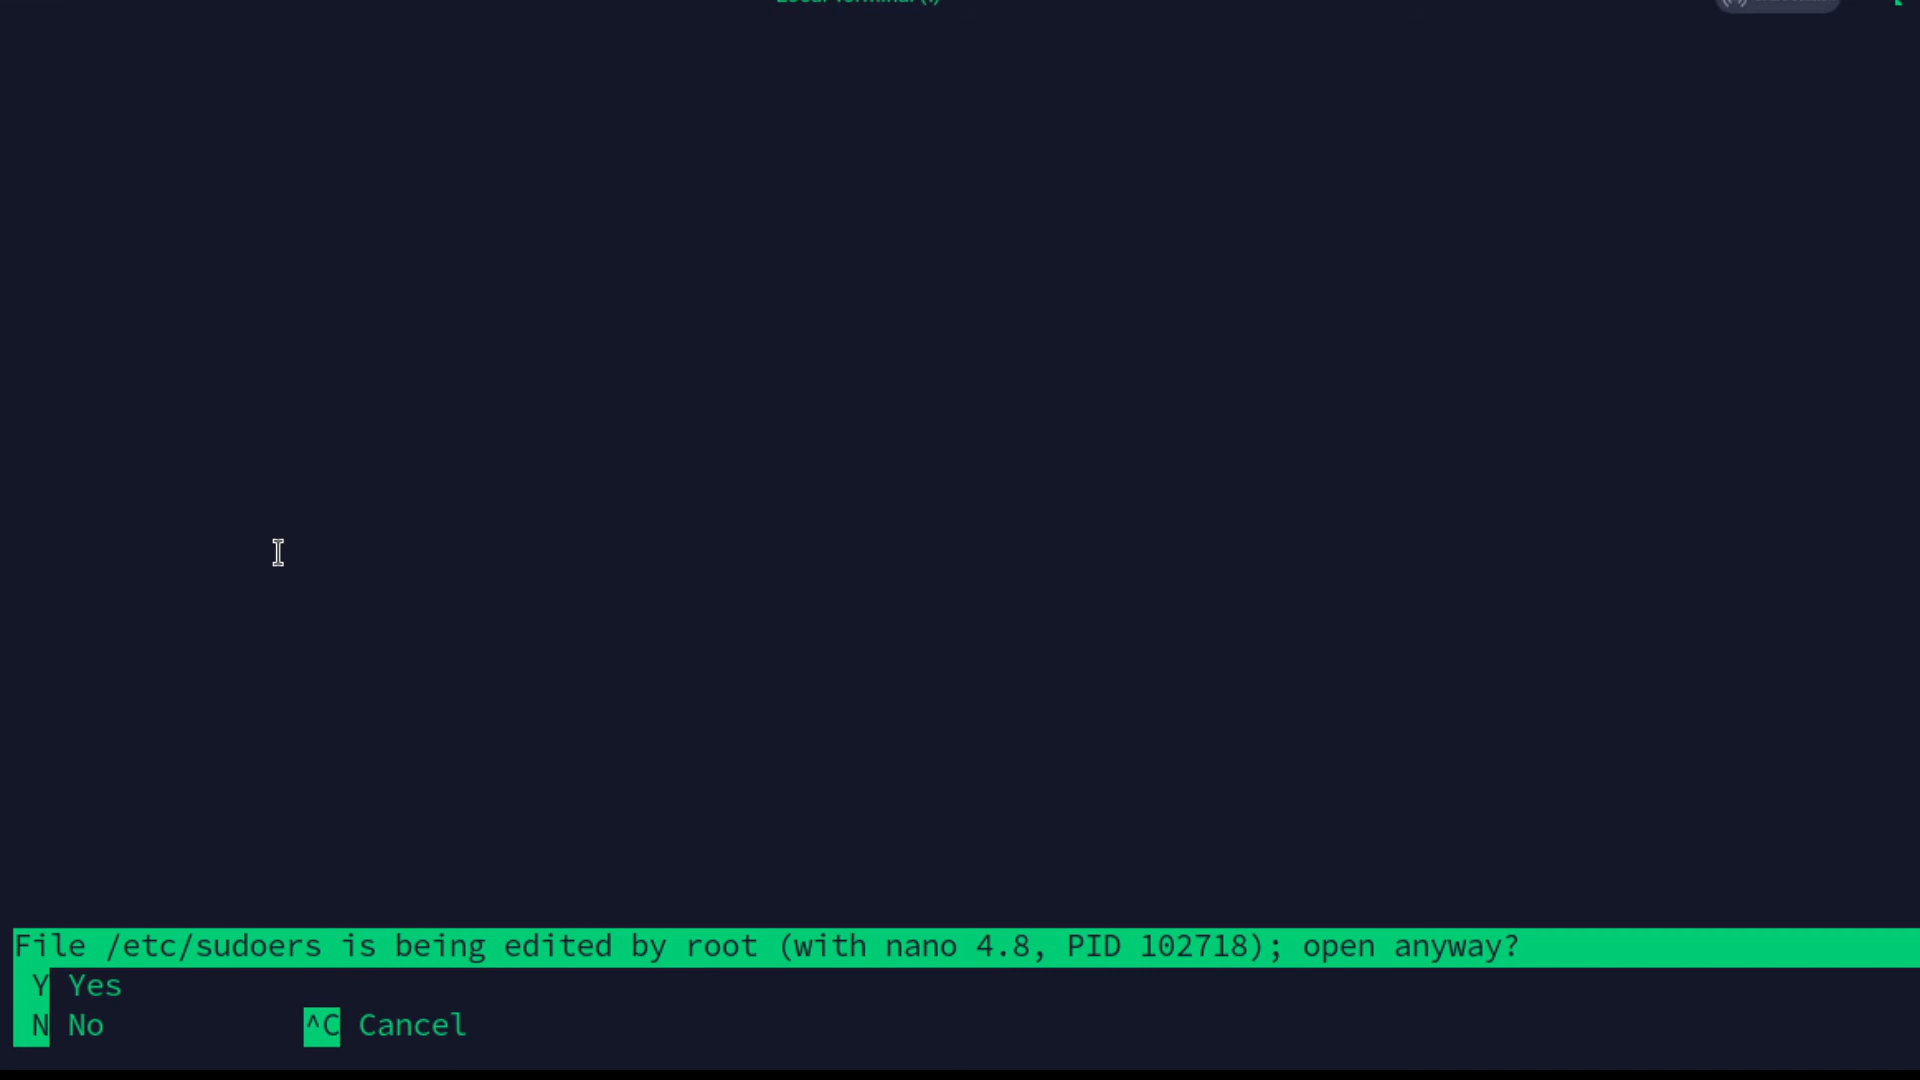 File /etc/sudoers is being edited by root (with nano 4.8, PID 102718); open anyway?
Y Yes
N No ^C Cancel